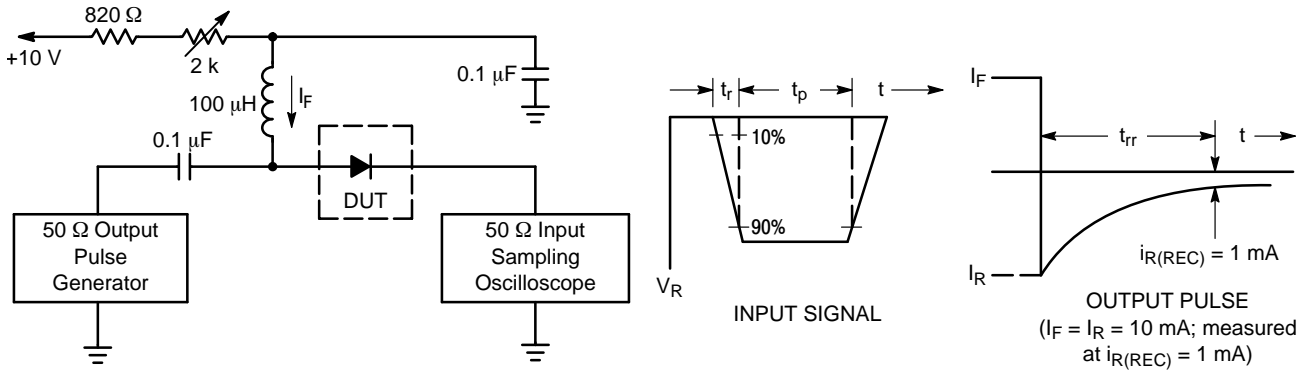 820 Ω
+10 V
2 k
100 μH
I_F
0.1 μF
0.1 μF
DUT
50 Ω Output
Pulse
Generator
50 Ω Input
Sampling
Oscilloscope
t_r
t_p
t
10%
90%
V_R
INPUT SIGNAL
I_F
t_rr
t
I_R
i_R(REC) = 1 mA
OUTPUT PULSE
(I_F = I_R = 10 mA; measured
at i_R(REC) = 1 mA)